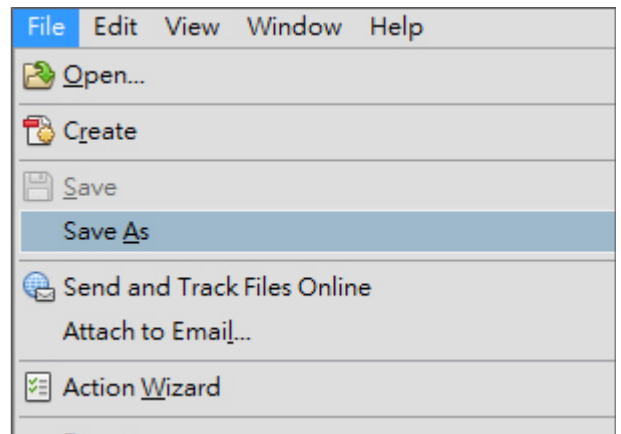 File Edit View Window Help
Open...
Create
Save
Save As
Send and Track Files Online
Attach to Email...
Action Wizard